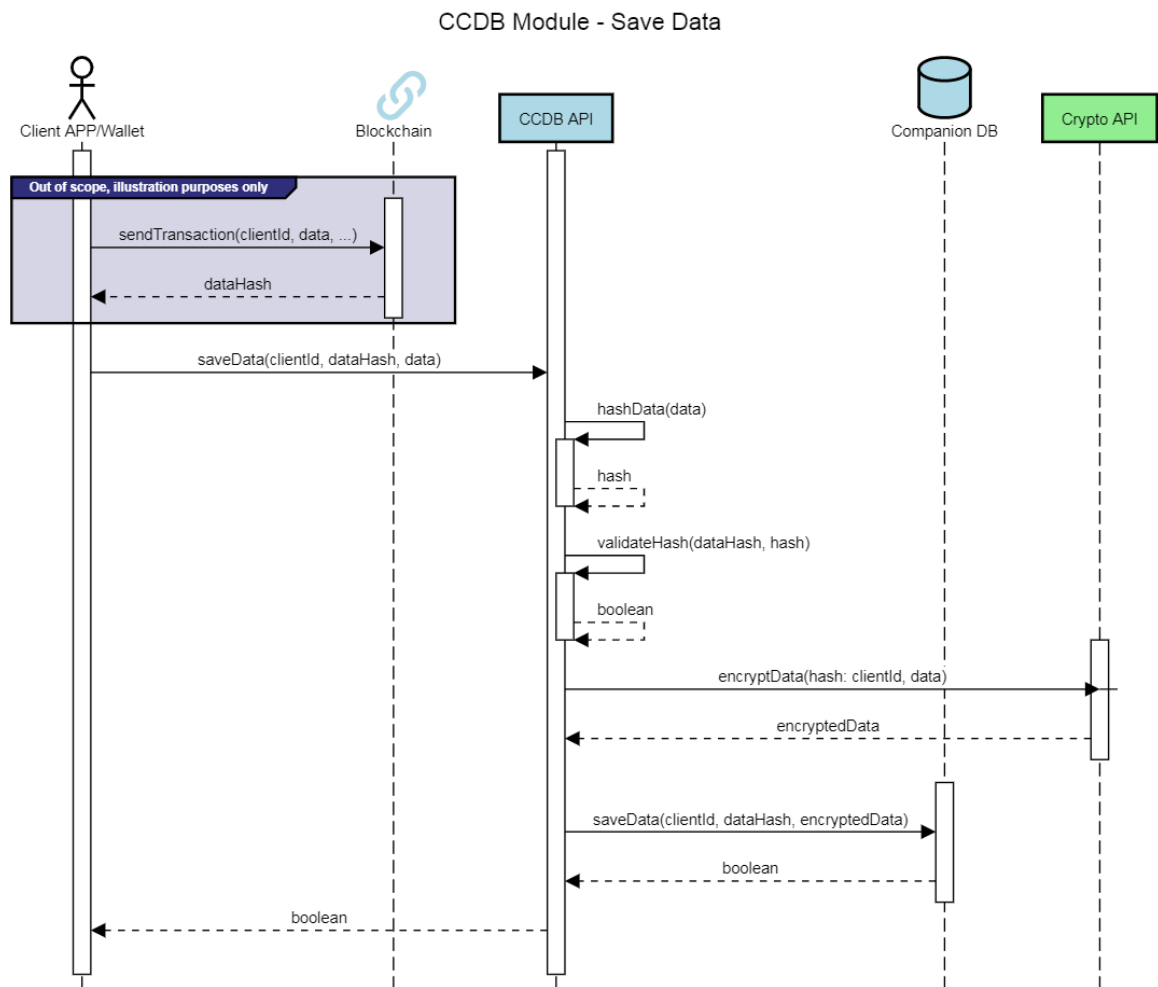 CCDB Module - Save Data
Client APP/Wallet
Blockchain
CCDB API
Companion DB
Crypto API
Out of scope, illustration purposes only
sendTransaction(clientId, data, ...)
dataHash
saveData(clientId, dataHash, data)
hashData(data)
hash
validateHash(dataHash, hash)
boolean
encryptData(hash: clientId, data)
encryptedData
saveData(clientId, dataHash, encryptedData)
boolean
boolean